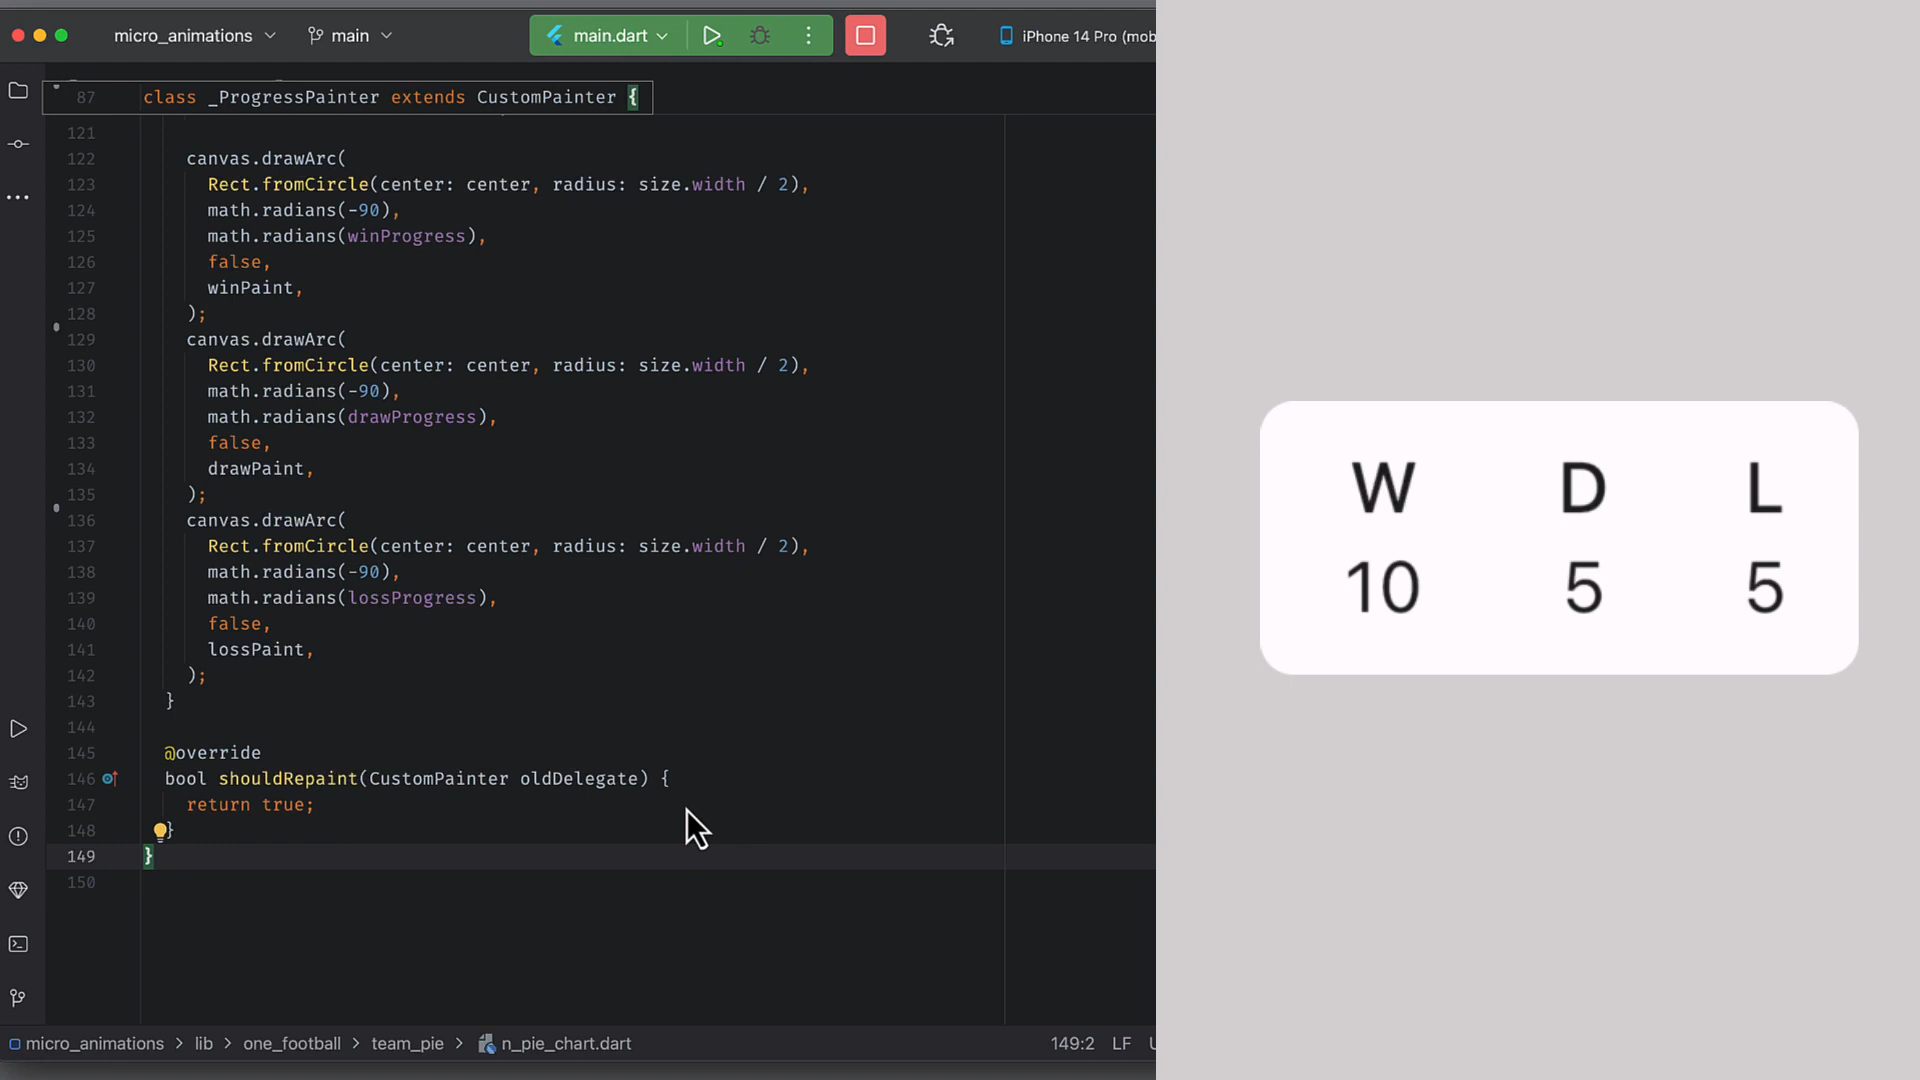 micro_animations
main
main.dart
iPhone 14 Pro (mob
87 class _ProgressPainter extends CustomPainter {
121
122 canvas.drawArc(
123 Rect.fromCircle(center: center, radius: size.width / 2),
124 math.radians(-90),
125 math.radians(winProgress),
126 false,
127 winPaint,
128 );
129 canvas.drawArc(
130 Rect.fromCircle(center: center, radius: size.width / 2),
131 math.radians(-90),
132 math.radians(drawProgress),
133 false,
134 drawPaint,
135 );
136 canvas.drawArc(
137 Rect.fromCircle(center: center, radius: size.width / 2),
138 math.radians(-90),
139 math.radians(lossProgress),
140 false,
141 lossPaint,
142 );
143 }
144
145 @override
146 bool shouldRepaint(CustomPainter oldDelegate) {
147 return true;
148 }
149 }
150
micro_animations > lib > one_football > team_pie > n_pie_chart.dart
149:2 LF
W D L
10 5 5